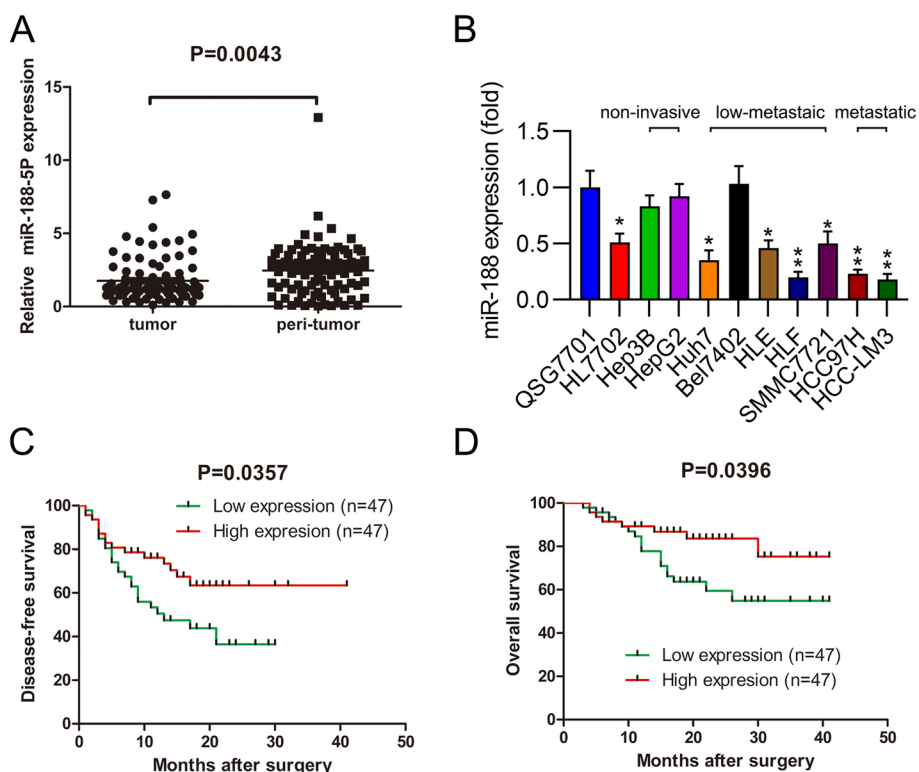 A
P=0.0043
Relative miR-188-5P expression
15
10
5
0
tumor
peri-tumor
B
miR-188 expression (fold)
1.5
1.0
0.5
0.0
non-invasive
low-metastaic
metastatic
*
*
*
**
*
**
**
QSG7701
HL7702
Hep3B
HepG2
Huh7
Bel7402
HLE
HLF
SMMC7721
HCC97H
HCC-LM3
C
P=0.0357
Low expression (n=47)
High expresion (n=47)
Disease-free survival
100
80
60
40
20
0
0 10 20 30 40 50
Months after surgery
D
P=0.0396
Overall survival
100
80
60
40
20
0
Low expression (n=47)
High expresion (n=47)
0 10 20 30 40 50
Months after surgery